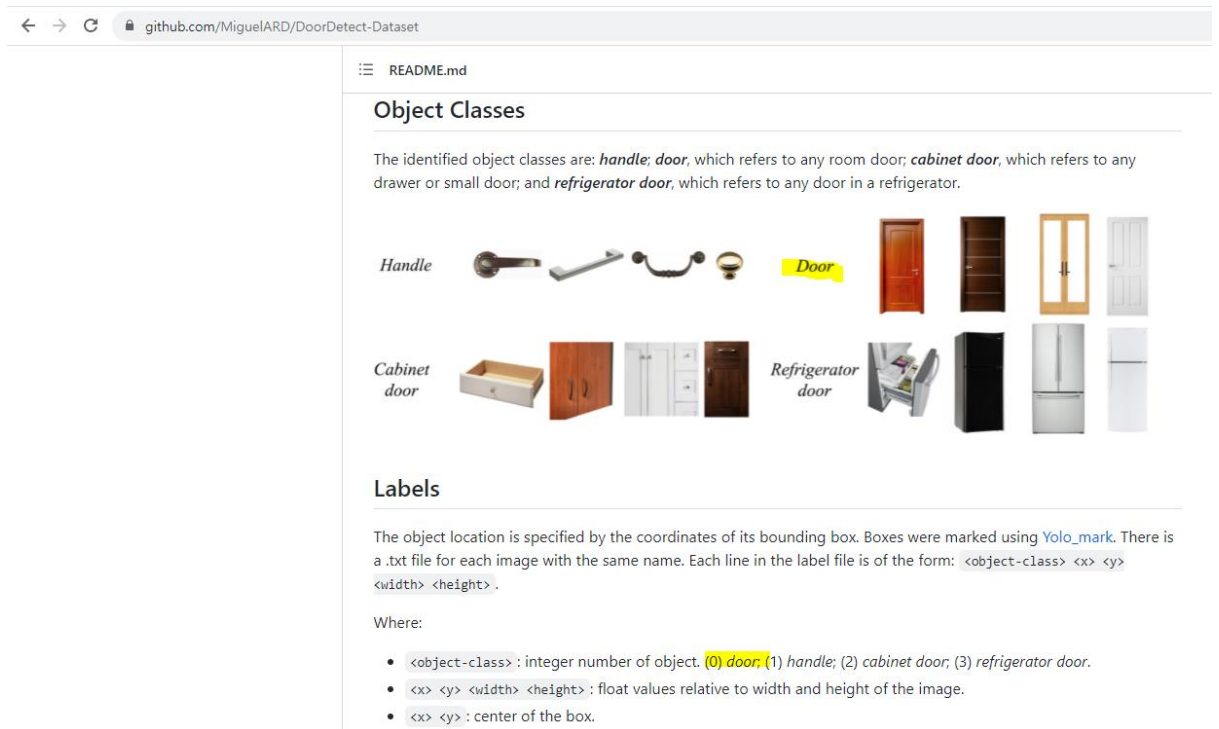 github.com/MiguelARD/DoorDetect-Dataset
README.md
Object Classes
The identified object classes are: handle; door, which refers to any room door; cabinet door, which refers to any
drawer or small door; and refrigerator door, which refers to any door in a refrigerator.
Handle
Door
Cabinet
door
Refrigerator
door
Labels
The object location is specified by the coordinates of its bounding box. Boxes were marked using Yolo_mark. There is
a .txt file for each image with the same name. Each line in the label file is of the form: <object-class> <x> <y>
<width> <height> .
Where:
• <object-class> : integer number of object. (0) door; (1) handle; (2) cabinet door; (3) refrigerator door.
• <x> <y> <width> <height> : float values relative to width and height of the image.
• <x> <y> : center of the box.